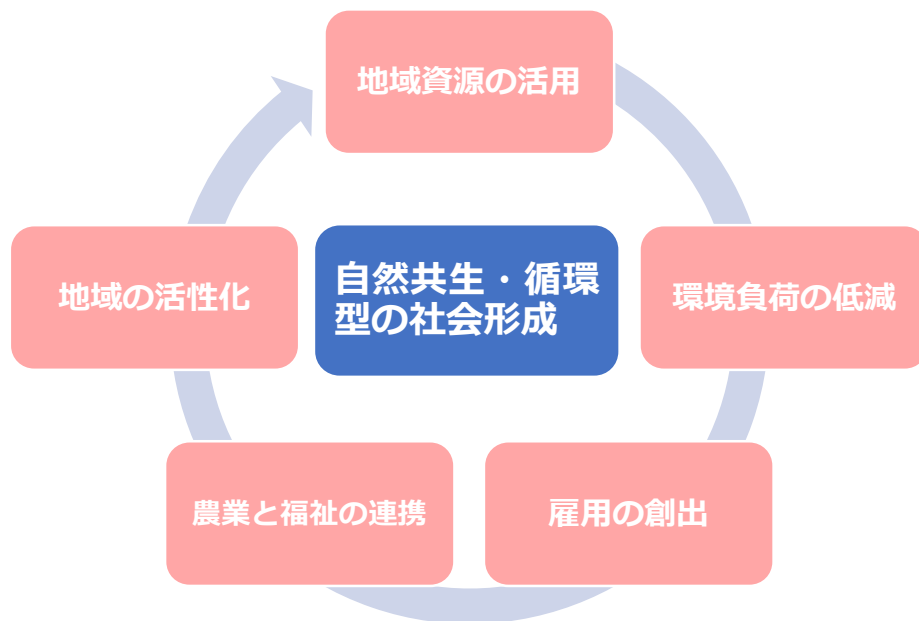 地域資源の活用
地域の活性化
自然共生・循環
型の社会形成
環境負荷の低減
農業と福祉の連携
雇用の創出